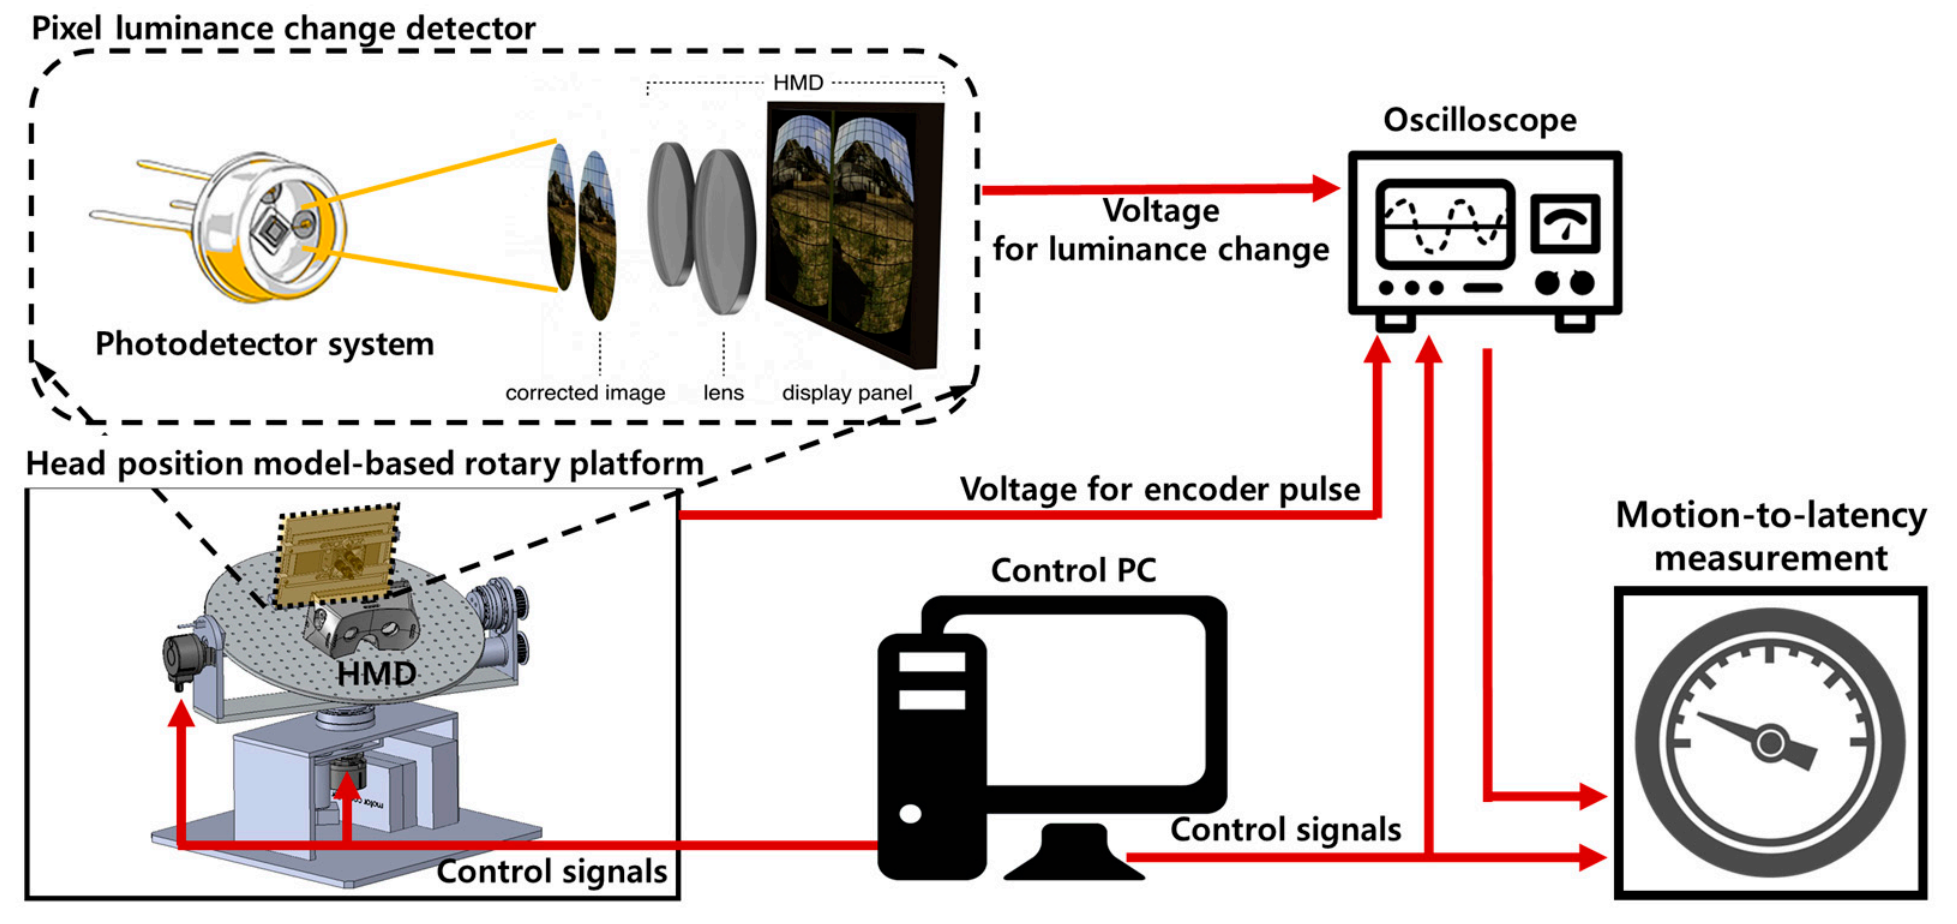 Pixel luminance change detector
HMD
Photodetector system
corrected image
lens
display panel
Voltage
for luminance change
Oscilloscope
Head position model-based rotary platform
Voltage for encoder pulse
HMD
Control signals
Control PC
Control signals
Motion-to-latency
measurement